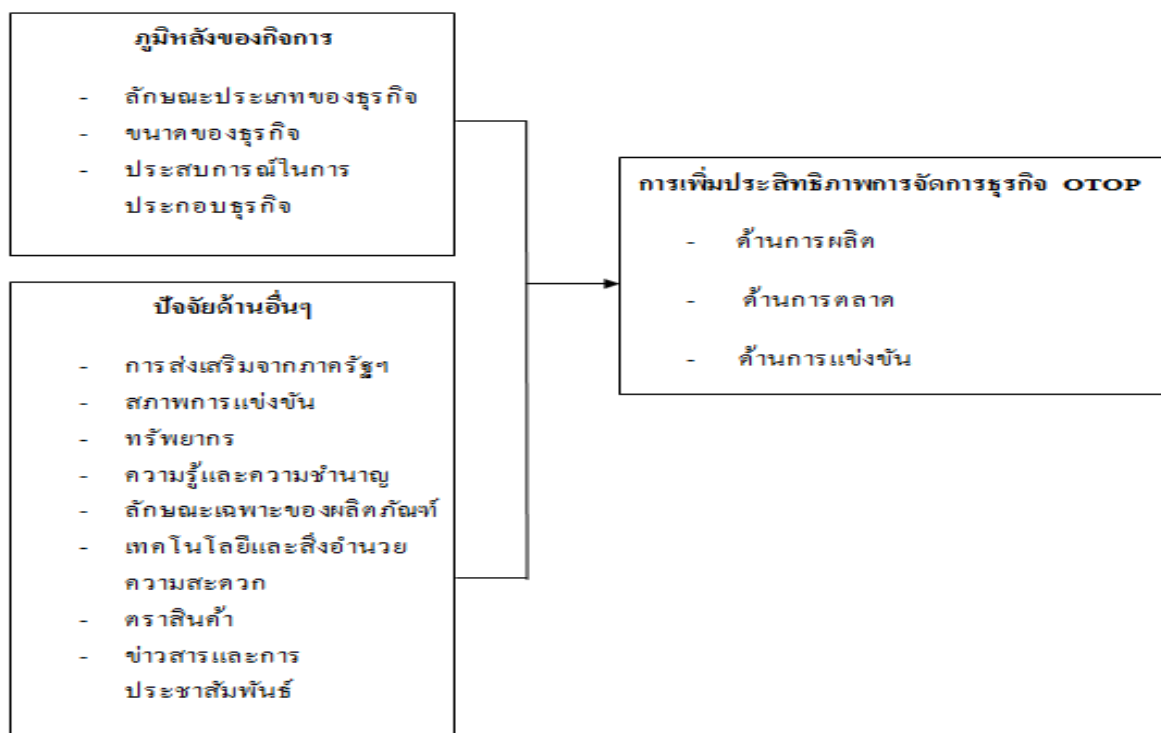 ภูมิหลังของกิจการ
- ลักษณะประเภทของธุรกิจ
- ขนาดของธุรกิจ
- ประสบการณ์ในการ
ประกอบธุรกิจ
ปัจจัยด้านอื่นๆ
- การส่งเสริมจากภาครัฐฯ
- สภาพการแข่งขัน
- ทรัพยากร
- ความรู้และความชำนาญ
- ลักษณะเฉพาะของผลิตภัณฑ์
- เทคโนโลยีและสิ่งอำนวย
ความสะดวก
- ตราสินค้า
- ข่าวสารและการ
ประชาสัมพันธ์
การเพิ่มประสิทธิภาพการจัดการธุรกิจ OTOP
- ด้านการผลิต
- ด้านการตลาด
- ด้านการแข่งขัน